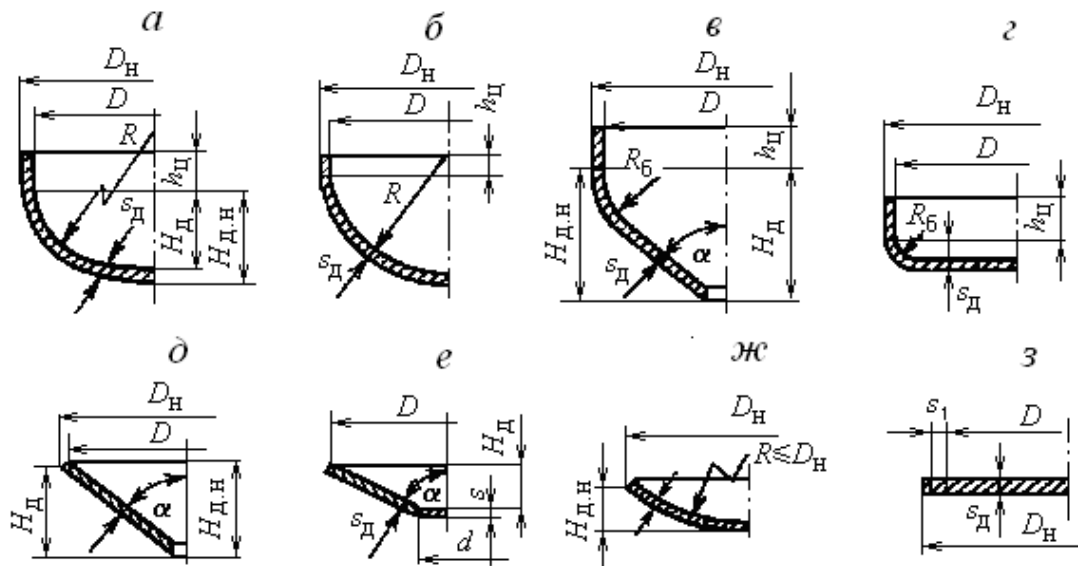 а б в г
D_н D_н D_н D_н
D D D D
R R R_б R_б
h_ц h_ц h_ц h_ц
s_д s_д s_д s_д
H_д H_д.н H_д.н H_д
α
д е ж з
D_н D D_н s₁ D
D H_д R≤D_н
H_д α H_д.н α s H_д.н s_д
s_д d D_н